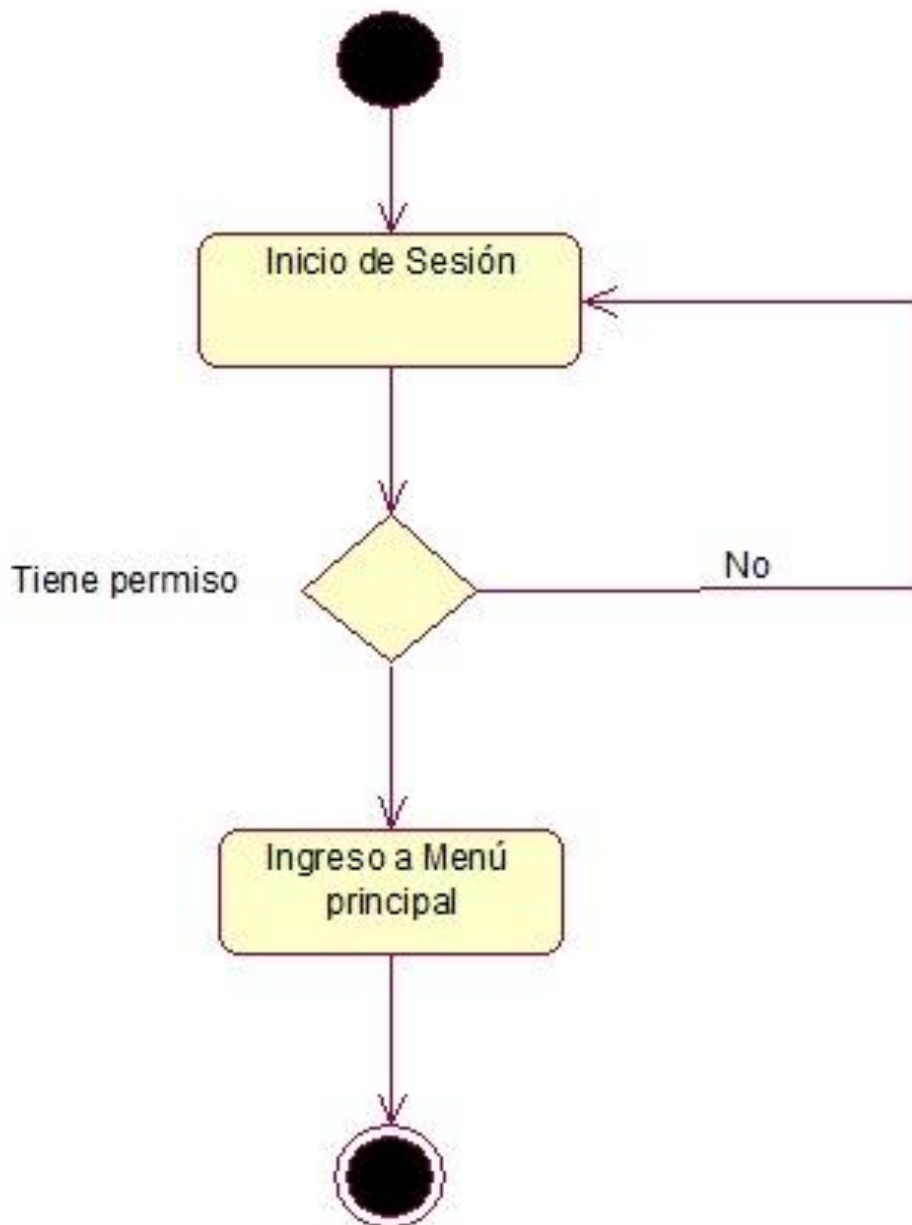 Inicio de Sesión
Tiene permiso
No
Ingreso a Menú
principal